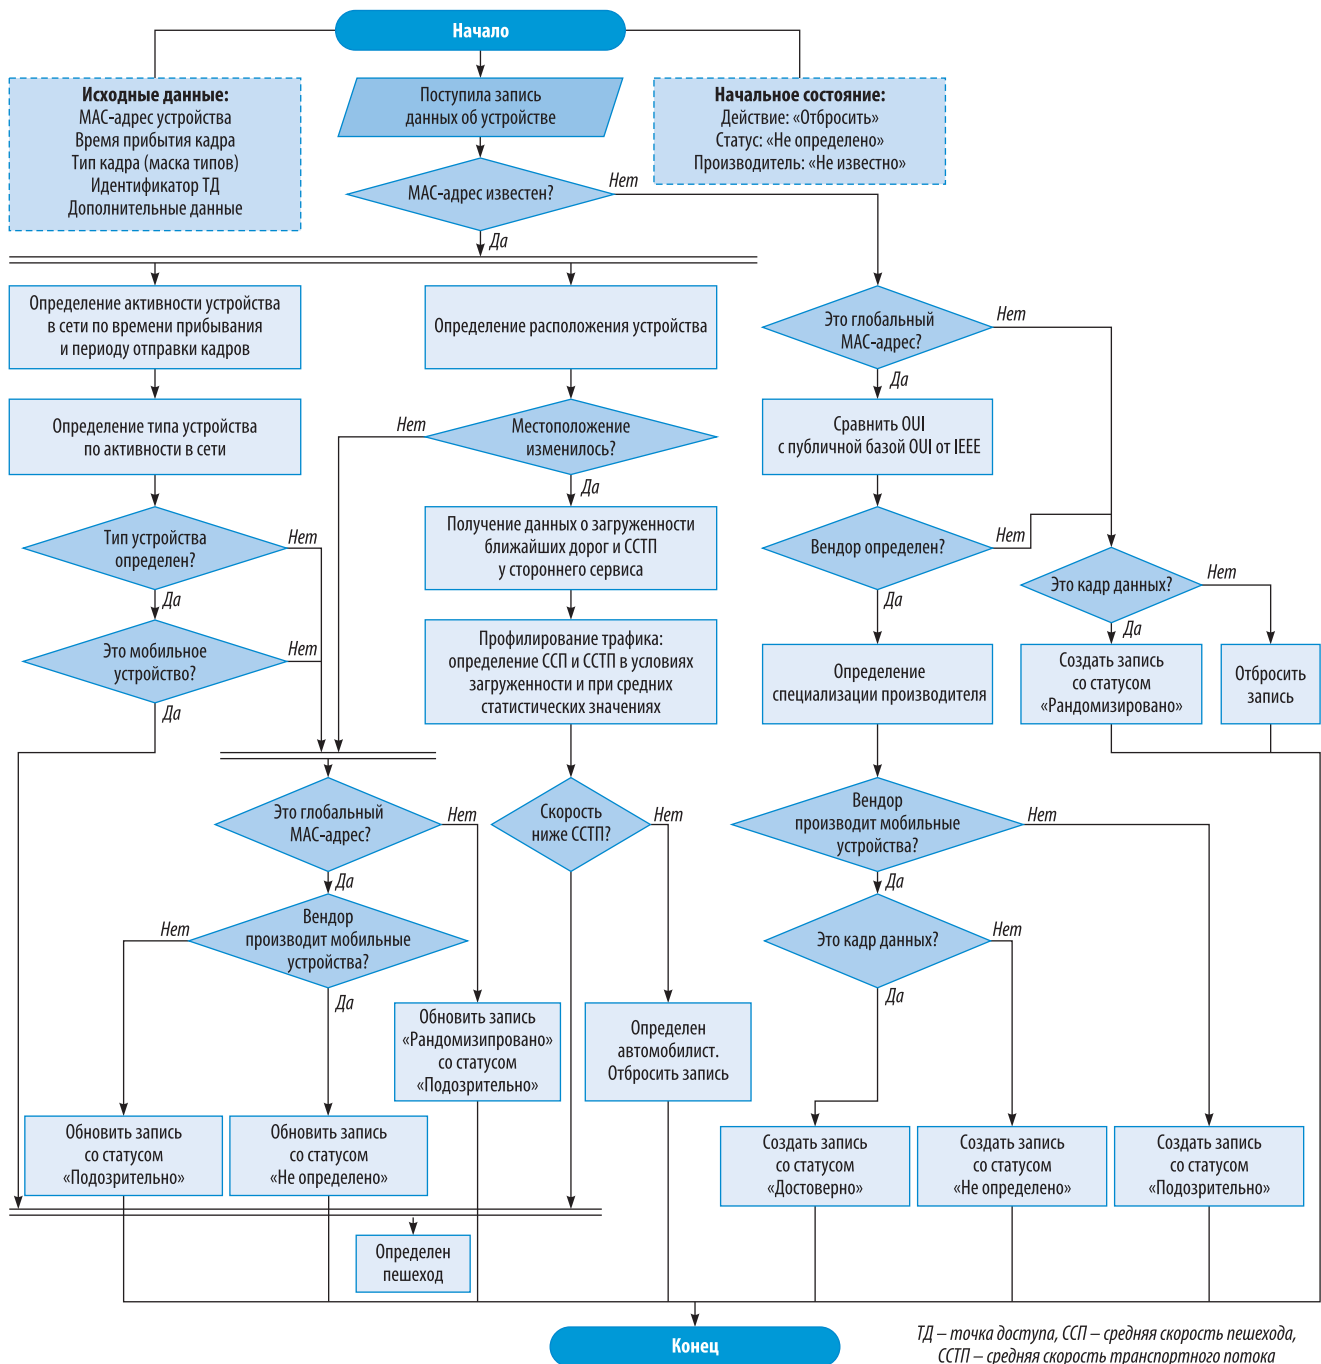 Начало
Исходные данные:
МАС-адрес устройства
Время прибытия кадра
Тип кадра (маска типов)
Идентификатор ТД
Дополнительные данные
Поступила запись
данных об устройстве
Начальное состояние:
Действие: «Отбросить»
Статус: «Не определено»
Производитель: «Не известно»
МАС-адрес известен?
Нет
Да
Определение активности устройства
в сети по времени прибывания
и периоду отправки кадров
Определение расположения устройства
Это глобальный
МАС-адрес?
Нет
Да
Определение типа устройства
по активности в сети
Нет
Местоположение
изменилось?
Да
Сравнить OUI
с публичной базой OUI от IEEE
Тип устройства
определен?
Нет
Да
Получение данных о загруженности
ближайших дорог и ССТП
у стороннего сервиса
Вендор определен?
Нет
Да
Это кадр данных?
Нет
Да
Это мобильное
устройство?
Нет
Да
Профилирование трафика:
определение ССП и ССТП в условиях
загруженности и при средних
статистических значениях
Определение
специализации производителя
Создать запись
со статусом
«Рандомизировано»
Отбросить
запись
Это глобальный
МАС-адрес?
Нет
Да
Скорость
ниже ССТП?
Нет
Вендор
производит мобильные
устройства?
Нет
Да
Нет
Вендор
производит мобильные
устройства?
Да
Это кадр данных?
Нет
Да
Обновить запись
«Рандомизипровано»
со статусом
«Подозрительно»
Определен
автомобилист.
Отбросить запись
Обновить запись
со статусом
«Подозрительно»
Обновить запись
со статусом
«Не определено»
Создать запись
со статусом
«Достоверно»
Создать запись
со статусом
«Не определено»
Создать запись
со статусом
«Подозрительно»
Определен
пешеход
Конец
ТД – точка доступа, ССП – средняя скорость пешехода,
ССТП – средняя скорость транспортного потока